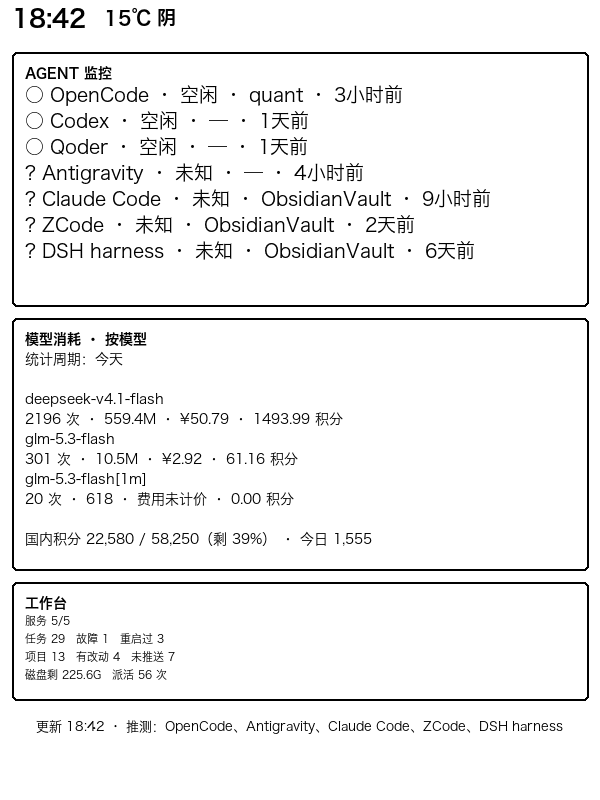 18:42 15℃ 阴
AGENT 监控
○ OpenCode · 空闲 · quant · 3小时前
○ Codex · 空闲 · — · 1天前
○ Qoder · 空闲 · — · 1天前
? Antigravity · 未知 · — · 4小时前
? Claude Code · 未知 · ObsidianVault · 9小时前
? ZCode · 未知 · ObsidianVault · 2天前
? DSH harness · 未知 · ObsidianVault · 6天前
模型消耗 · 按模型
统计周期：今天
deepseek-v4.1-flash
2196 次 · 559.4M · ¥50.79 · 1493.99 积分
glm-5.3-flash
301 次 · 10.5M · ¥2.92 · 61.16 积分
glm-5.3-flash[1m]
20 次 · 618 · 费用未计价 · 0.00 积分
国内积分 22,580 / 58,250（剩 39%） · 今日 1,555
工作台
服务 5/5
任务 29 故障 1 重启过 3
项目 13 有改动 4 未推送 7
磁盘剩 225.6G 派活 56 次
更新 18:42 · 推测：OpenCode、Antigravity、Claude Code、ZCode、DSH harness